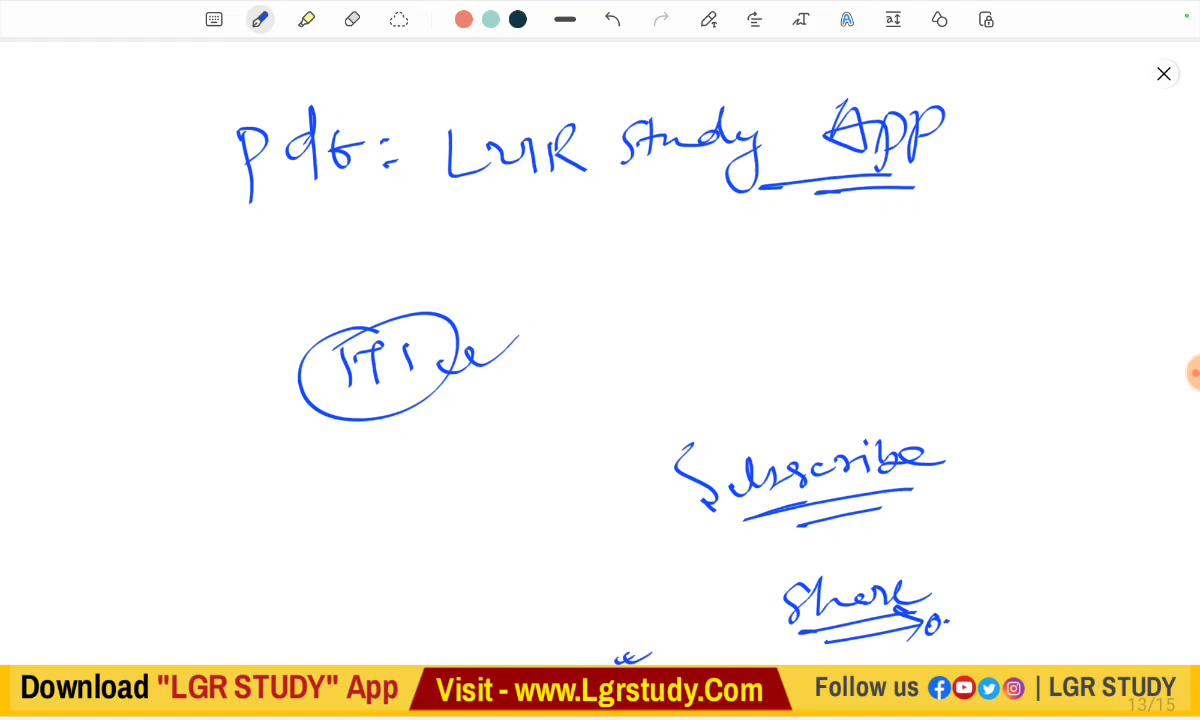 Pdf: LGR Study App
ITI
Subscribe
Share
Download "LGR STUDY" App
Visit - www.Lgrstudy.Com
Follow us | LGR STUDY
13/15